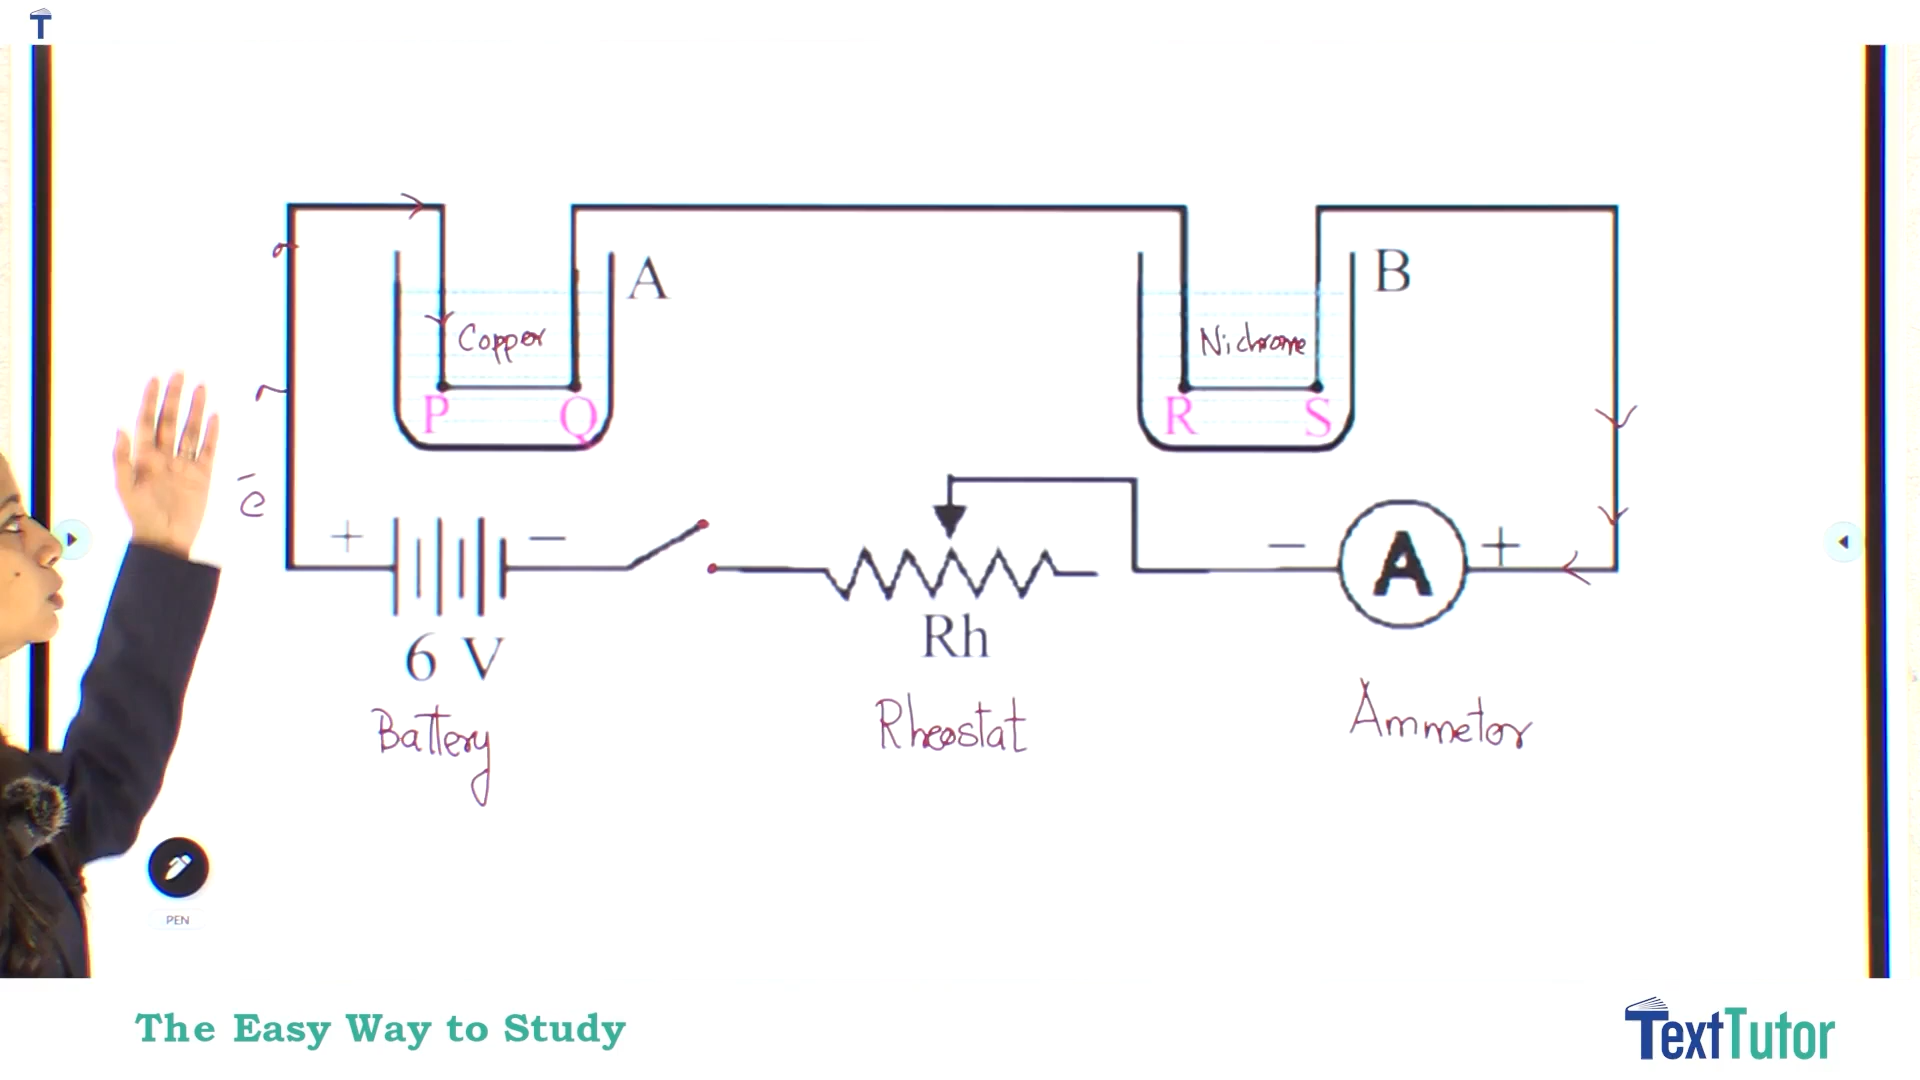 T
A
B
Copper
Nichrome
P
Q
R
S
e
+
−
−
A
+
6 V
Rh
Battery
Rheostat
Ammetor
PEN
The Easy Way to Study
TextTutor